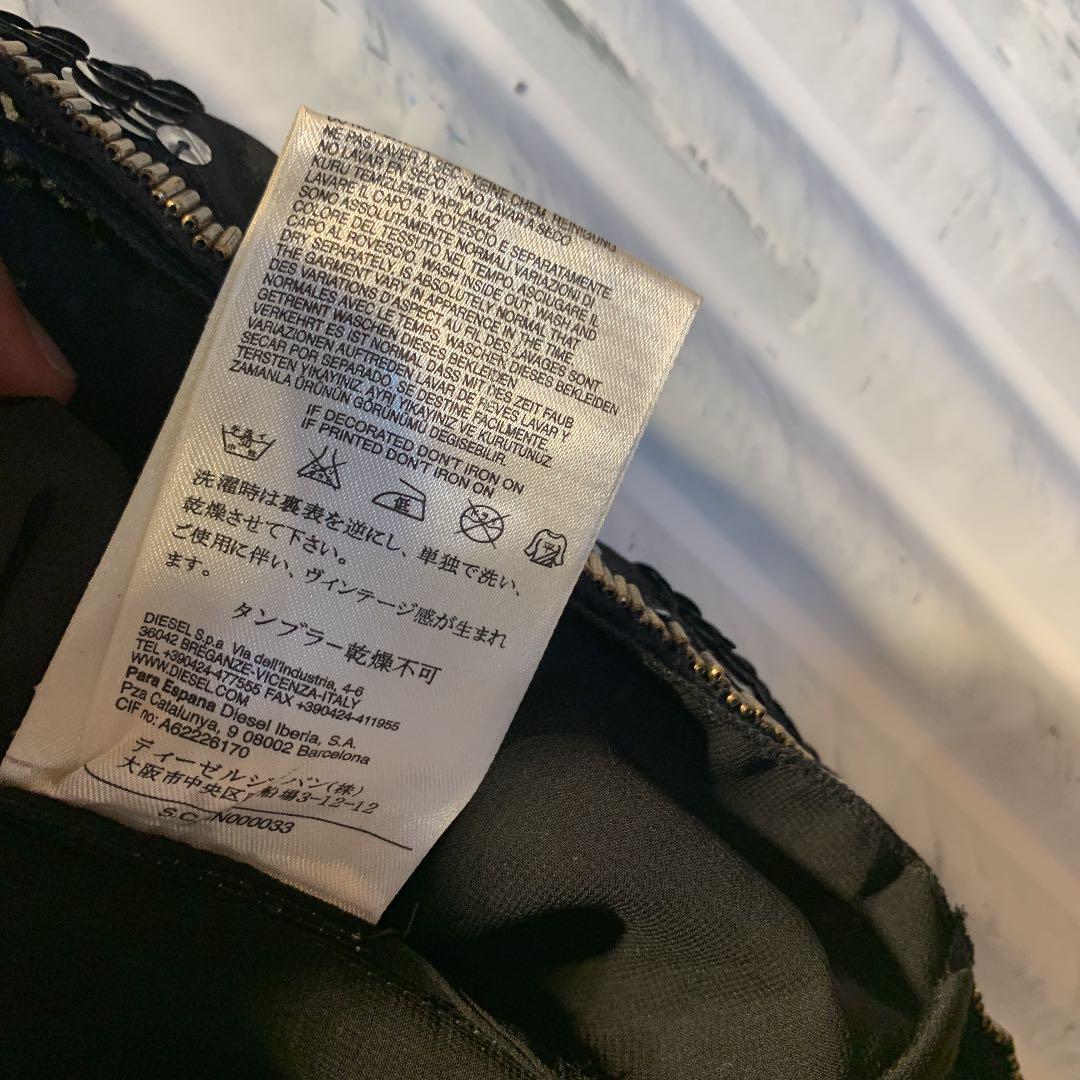 NE PAS LAVER A SEC. KEINE CHEM. REINIGUNG
NO LAVAR EN SECO. NAO LAVAR A SECO
KURU TEMIZLEME YAPILAMAZ
LAVARE IL CAPO AL ROVESCIO E SEPARATAMENTE
SONO ASSOLUTAMENTE NORMALI VARIAZIONI DI
COLORE DEL TESSUTO NEL TEMPO. ASCIUGARE IL
CAPO AL ROVESCIO. WASH INSIDE OUT, WASH AND
DRY SEPARATELY, IS ABSOLUTELY NORMAL THAT
THE GARMENT VARY IN APPARENCE IN THE TIME
DES VARIATIONS D'ASPECT AU FIL DES LAVAGES SONT
NORMALES AVEC LE TEMPS. WASCHEN DIESES BEKLEIDEN
GETRENNT WASCHEN, DIESES BEKLEIDEN
VERKEHRT ES IST NORMAL DASS MIT DES ZEIT FAUB
VARIAZIONEN AUFTREDEN. LAVAR DE REVES, LAVAR Y
SECAR POR SEPARADO, SE DESTINE FACILMENTE.
TERSTEN YIKAYINIZ. AYRI YIKAYINIZ VE KURUTUNUZ
ZAMANLA ÜRÜNÜN GÖRÜNÜMÜ DEGISEBILIR.
IF DECORATED DON'T IRON ON
IF PRINTED DON'T IRON ON
低
洗濯時は裏表を逆にし、単独で洗い、
乾燥させて下さい。
ご使用に伴い、ヴィンテージ感が生まれ
ます。
タンブラー乾燥不可
DIESEL S.p.a Via dell'Industria, 4-6
36042 BREGANZE-VICENZA-ITALY
TEL +390424-477555 FAX +390424-411955
WWW.DIESEL.COM
Para Espana Diesel Iberia, S.A.
Pza Catalunya, 9 08002 Barcelona
CIF no: A62226170
ディーゼルジャパン(株)
大阪市中央区 船場3-12-12
S.C. N000033